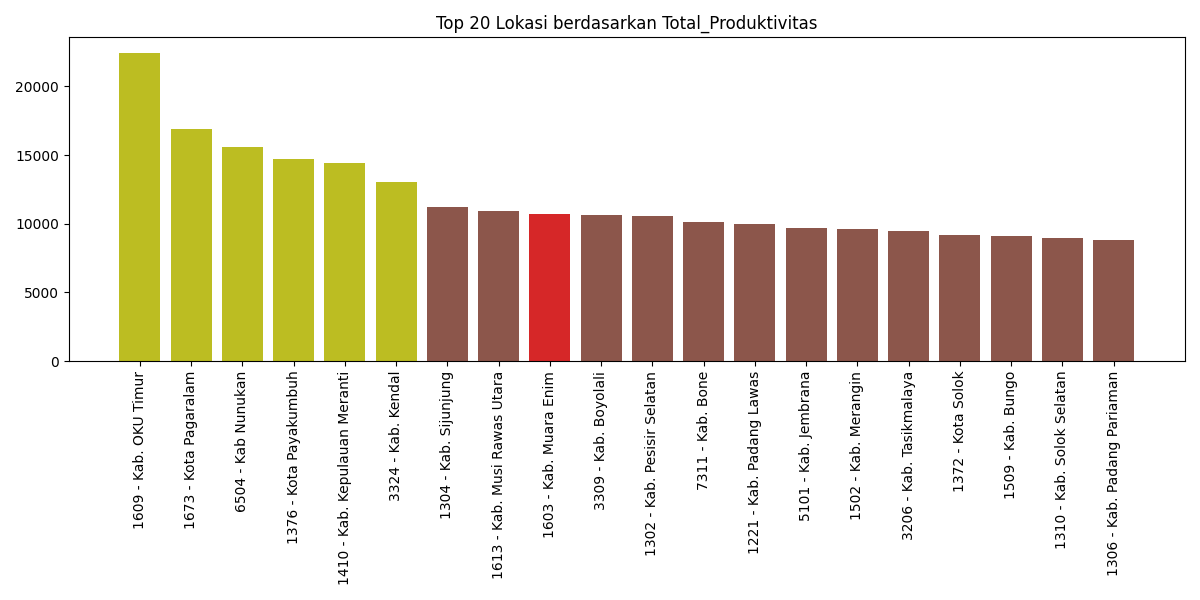 Top 20 Lokasi berdasarkan Total_Produktivitas
20000
15000
10000
5000
0
1609 - Kab. OKU Timur
1673 - Kota Pagaralam
6504 - Kab Nunukan
1376 - Kota Payakumbuh
1410 - Kab. Kepulauan Meranti
3324 - Kab. Kendal
1304 - Kab. Sijunjung
1613 - Kab. Musi Rawas Utara
1603 - Kab. Muara Enim
3309 - Kab. Boyolali
1302 - Kab. Pesisir Selatan
7311 - Kab. Bone
1221 - Kab. Padang Lawas
5101 - Kab. Jembrana
1502 - Kab. Merangin
3206 - Kab. Tasikmalaya
1372 - Kota Solok
1509 - Kab. Bungo
1310 - Kab. Solok Selatan
1306 - Kab. Padang Pariaman